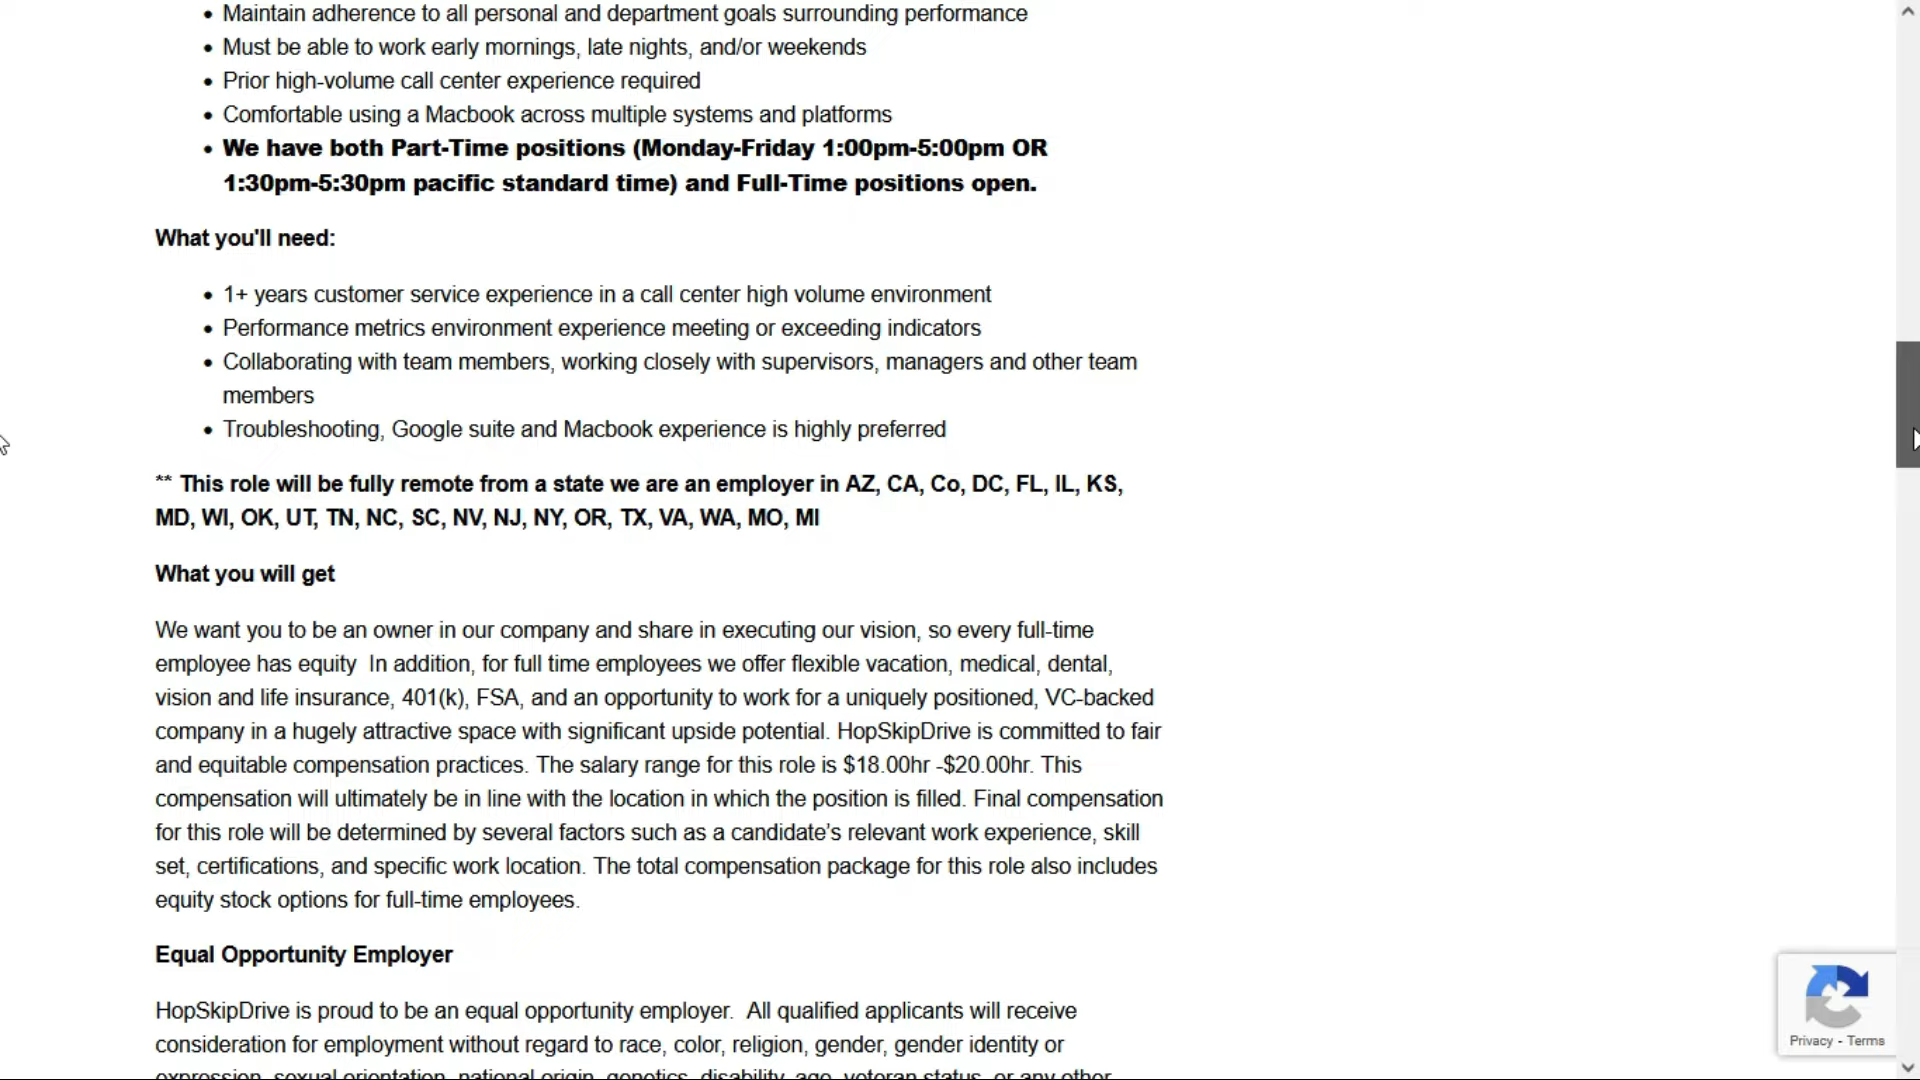 Maintain adherence to all personal and department goals surrounding performance
Must be able to work early mornings, late nights, and/or weekends
Prior high-volume call center experience required
Comfortable using a Macbook across multiple systems and platforms
We have both Part-Time positions (Monday-Friday 1:00pm-5:00pm OR
1:30pm-5:30pm pacific standard time) and Full-Time positions open.
What you'll need:
1+ years customer service experience in a call center high volume environment
Performance metrics environment experience meeting or exceeding indicators
Collaborating with team members, working closely with supervisors, managers and other team
members
Troubleshooting, Google suite and Macbook experience is highly preferred
** This role will be fully remote from a state we are an employer in AZ, CA, Co, DC, FL, IL, KS,
MD, WI, OK, UT, TN, NC, SC, NV, NJ, NY, OR, TX, VA, WA, MO, MI
What you will get
We want you to be an owner in our company and share in executing our vision, so every full-time
employee has equity  In addition, for full time employees we offer flexible vacation, medical, dental,
vision and life insurance, 401(k), FSA, and an opportunity to work for a uniquely positioned, VC-backed
company in a hugely attractive space with significant upside potential. HopSkipDrive is committed to fair
and equitable compensation practices. The salary range for this role is $18.00hr -$20.00hr. This
compensation will ultimately be in line with the location in which the position is filled. Final compensation
for this role will be determined by several factors such as a candidate’s relevant work experience, skill
set, certifications, and specific work location. The total compensation package for this role also includes
equity stock options for full-time employees.
Equal Opportunity Employer
HopSkipDrive is proud to be an equal opportunity employer.  All qualified applicants will receive
consideration for employment without regard to race, color, religion, gender, gender identity or
expression, sexual orientation, national origin, genetics, disability, age, veteran status, or any other
Privacy - Terms